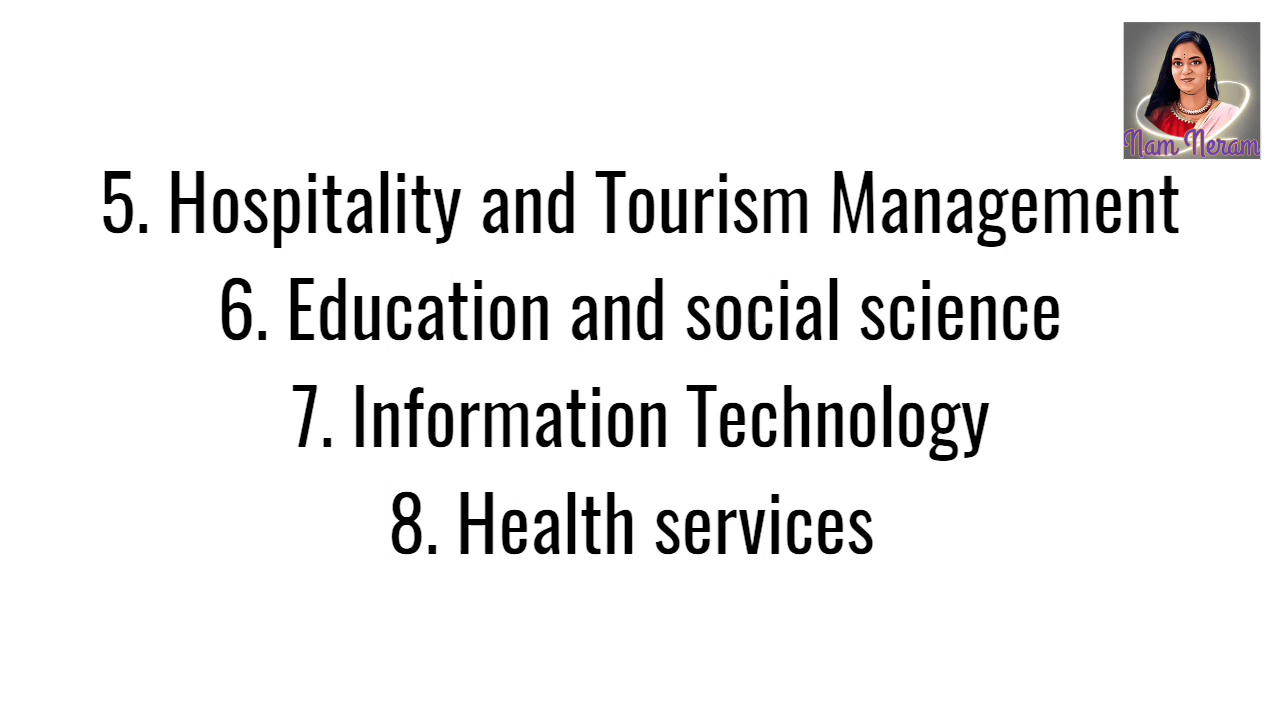 Nam Neram
5. Hospitality and Tourism Management
6. Education and social science
7. Information Technology
8. Health services